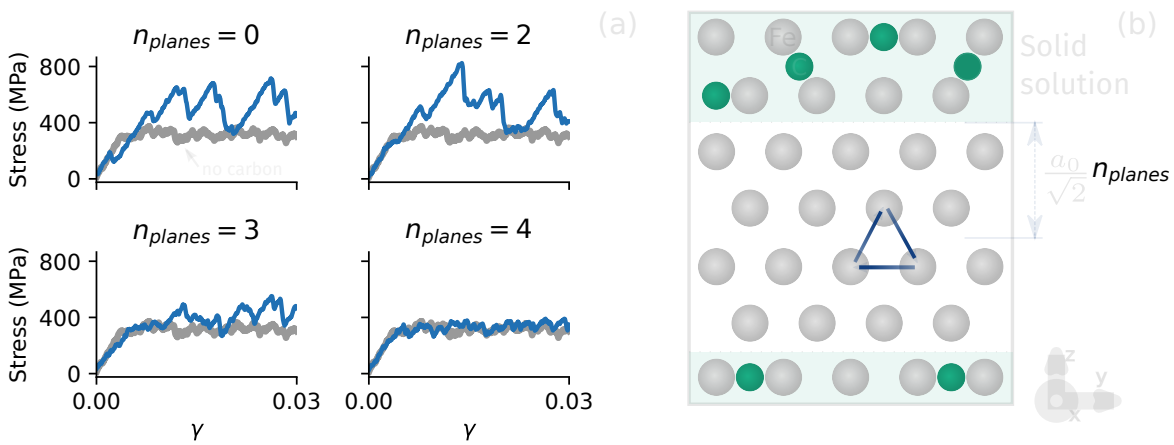 (a)
n_planes = 0
n_planes = 2
Stress (MPa)
800
400
0
no carbon
n_planes = 3
n_planes = 4
Stress (MPa)
800
400
0
0.00
0.03
0.00
0.03
γ
γ
(b)
Fe
C
Solid
solution
a₀/√2 n_planes
z
y
x